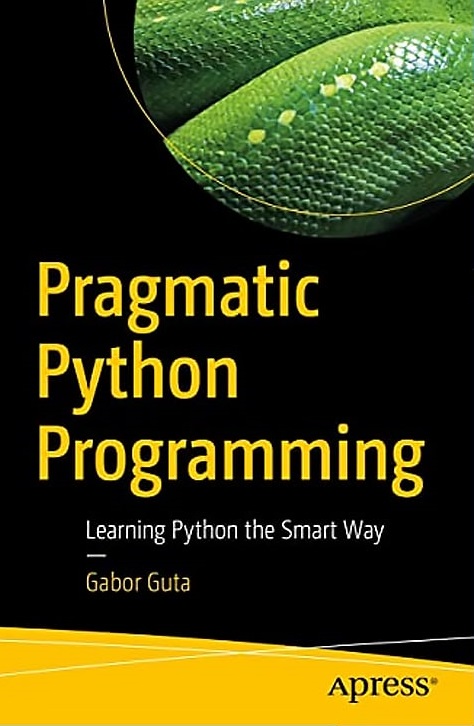 Pragmatic
Python
Programming
Learning Python the Smart Way
Gabor Guta
Apress®